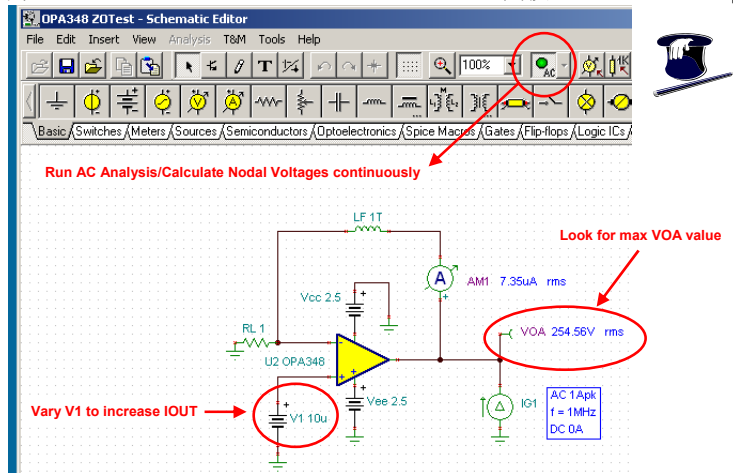 OPA348 ZOTest - Schematic Editor
File Edit Insert View Analysis T&M Tools Help
T 100% AC 1K
Basic Switches Meters Sources Semiconductors Optoelectronics Spice Macros Gates Flip-flops Logic ICs
Run AC Analysis/Calculate Nodal Voltages continuously
LF 1T
Look for max VOA value
A AM1 7.35uA rms
+
Vcc 2.5 +
RL 1
VOA 254.56V rms
-
U2 OPA348
+ +
Vary V1 to increase IOUT
+
V1 10u
Vee 2.5
+
IG1
AC 1Apk
f = 1MHz
DC 0A